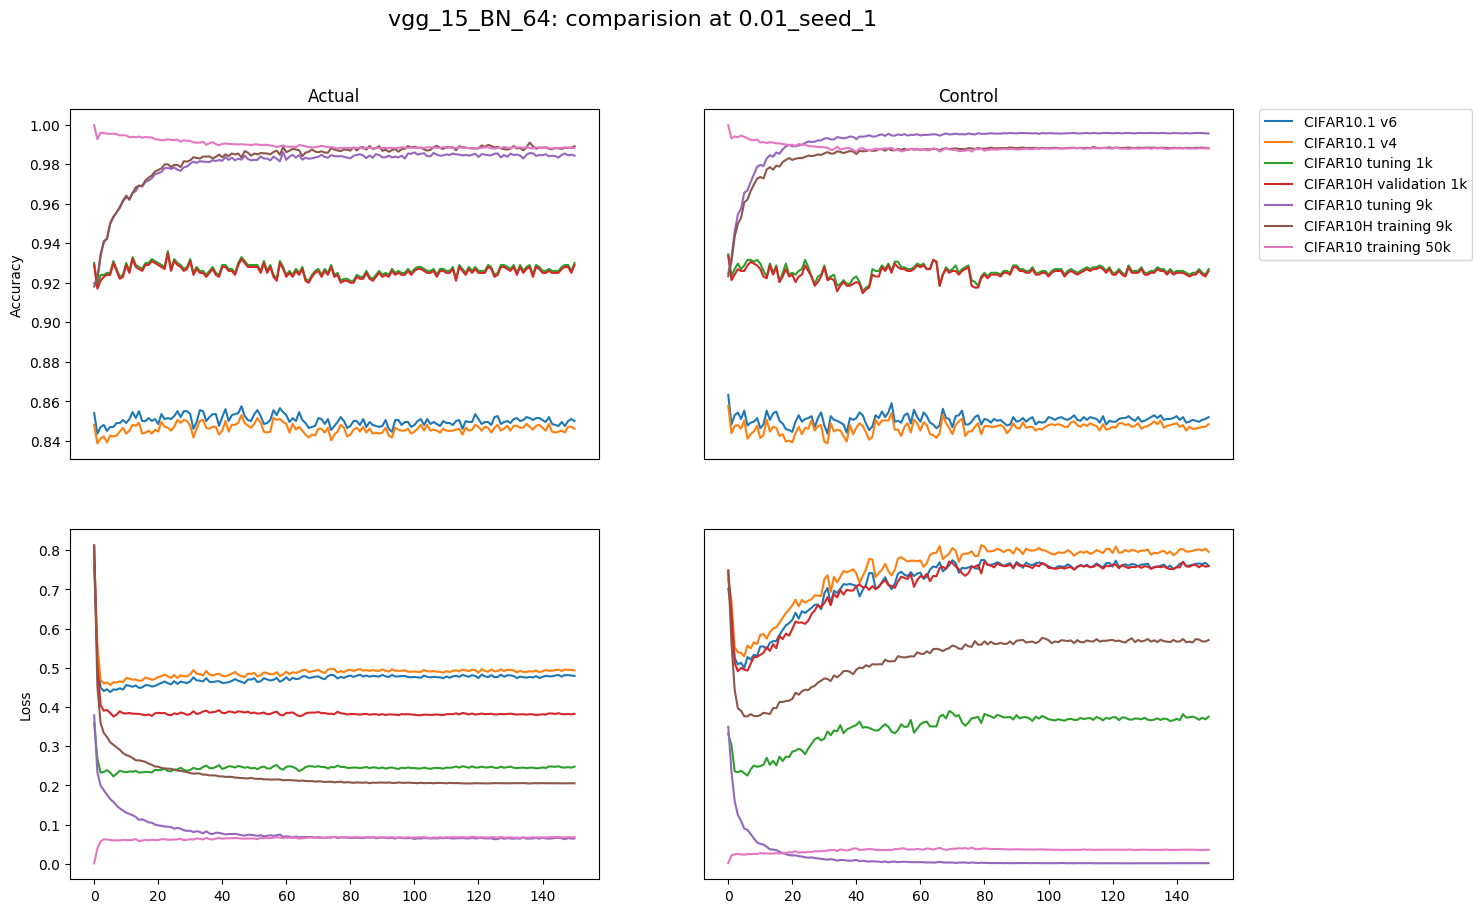 vgg_15_BN_64: comparision at 0.01_seed_1
Actual
Control
CIFAR10.1 v6
CIFAR10.1 v4
CIFAR10 tuning 1k
CIFAR10H validation 1k
CIFAR10 tuning 9k
CIFAR10H training 9k
CIFAR10 training 50k
Accuracy
1.00
0.98
0.96
0.94
0.92
0.90
0.88
0.86
0.84
Loss
0.8
0.7
0.6
0.5
0.4
0.3
0.2
0.1
0.0
0 20 40 60 80 100 120 140
0 20 40 60 80 100 120 140